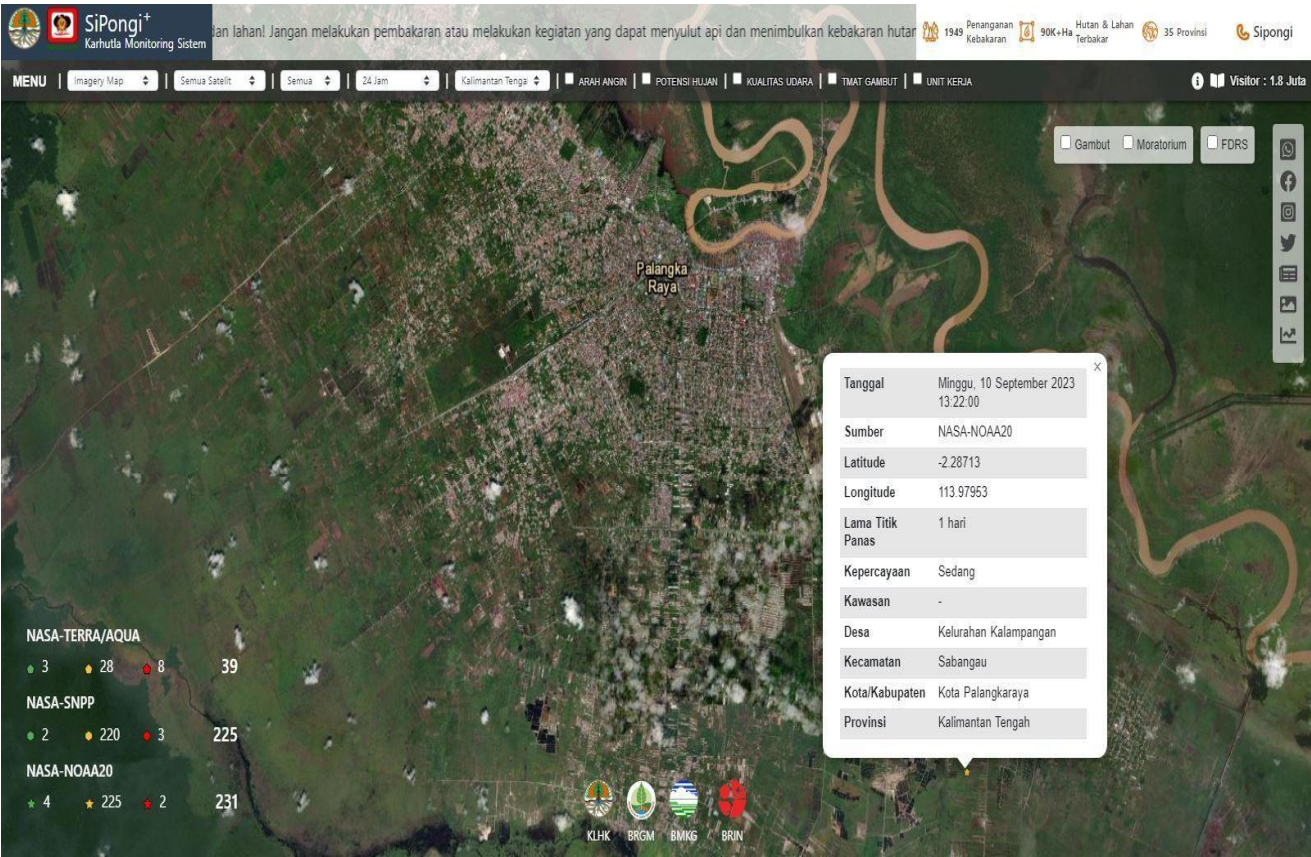 SiPongi+
Karhutla Monitoring Sistem
dan lahan! Jangan melakukan pembakaran atau melakukan kegiatan yang dapat menyulut api dan menimbulkan kebakaran hutan
1949 Penanganan Kebakaran
90K+Ha Hutan & Lahan Terbakar
35 Provinsi
Sipongi
MENU | Imagery Map | Semua Satelit | Semua | 24 Jam | Kalimantan Tenga | ARAH ANGIN | POTENSI HUJAN | KUALITAS UDARA | TMAT GAMBUT | UNIT KERJA
Visitor : 1.8 Juta
Gambut Moratorium FDRS
Palangka
Raya
X
Tanggal Minggu, 10 September 2023
13:22:00
Sumber NASA-NOAA20
Latitude -2.28713
Longitude 113.97953
Lama Titik Panas 1 hari
Kepercayaan Sedang
Kawasan -
Desa Kelurahan Kalampangan
Kecamatan Sabangau
Kota/Kabupaten Kota Palangkaraya
Provinsi Kalimantan Tengah
NASA-TERRA/AQUA
3 28 8 39
NASA-SNPP
2 220 3 225
NASA-NOAA20
4 225 2 231
KLHK BRGM BMKG BRIN